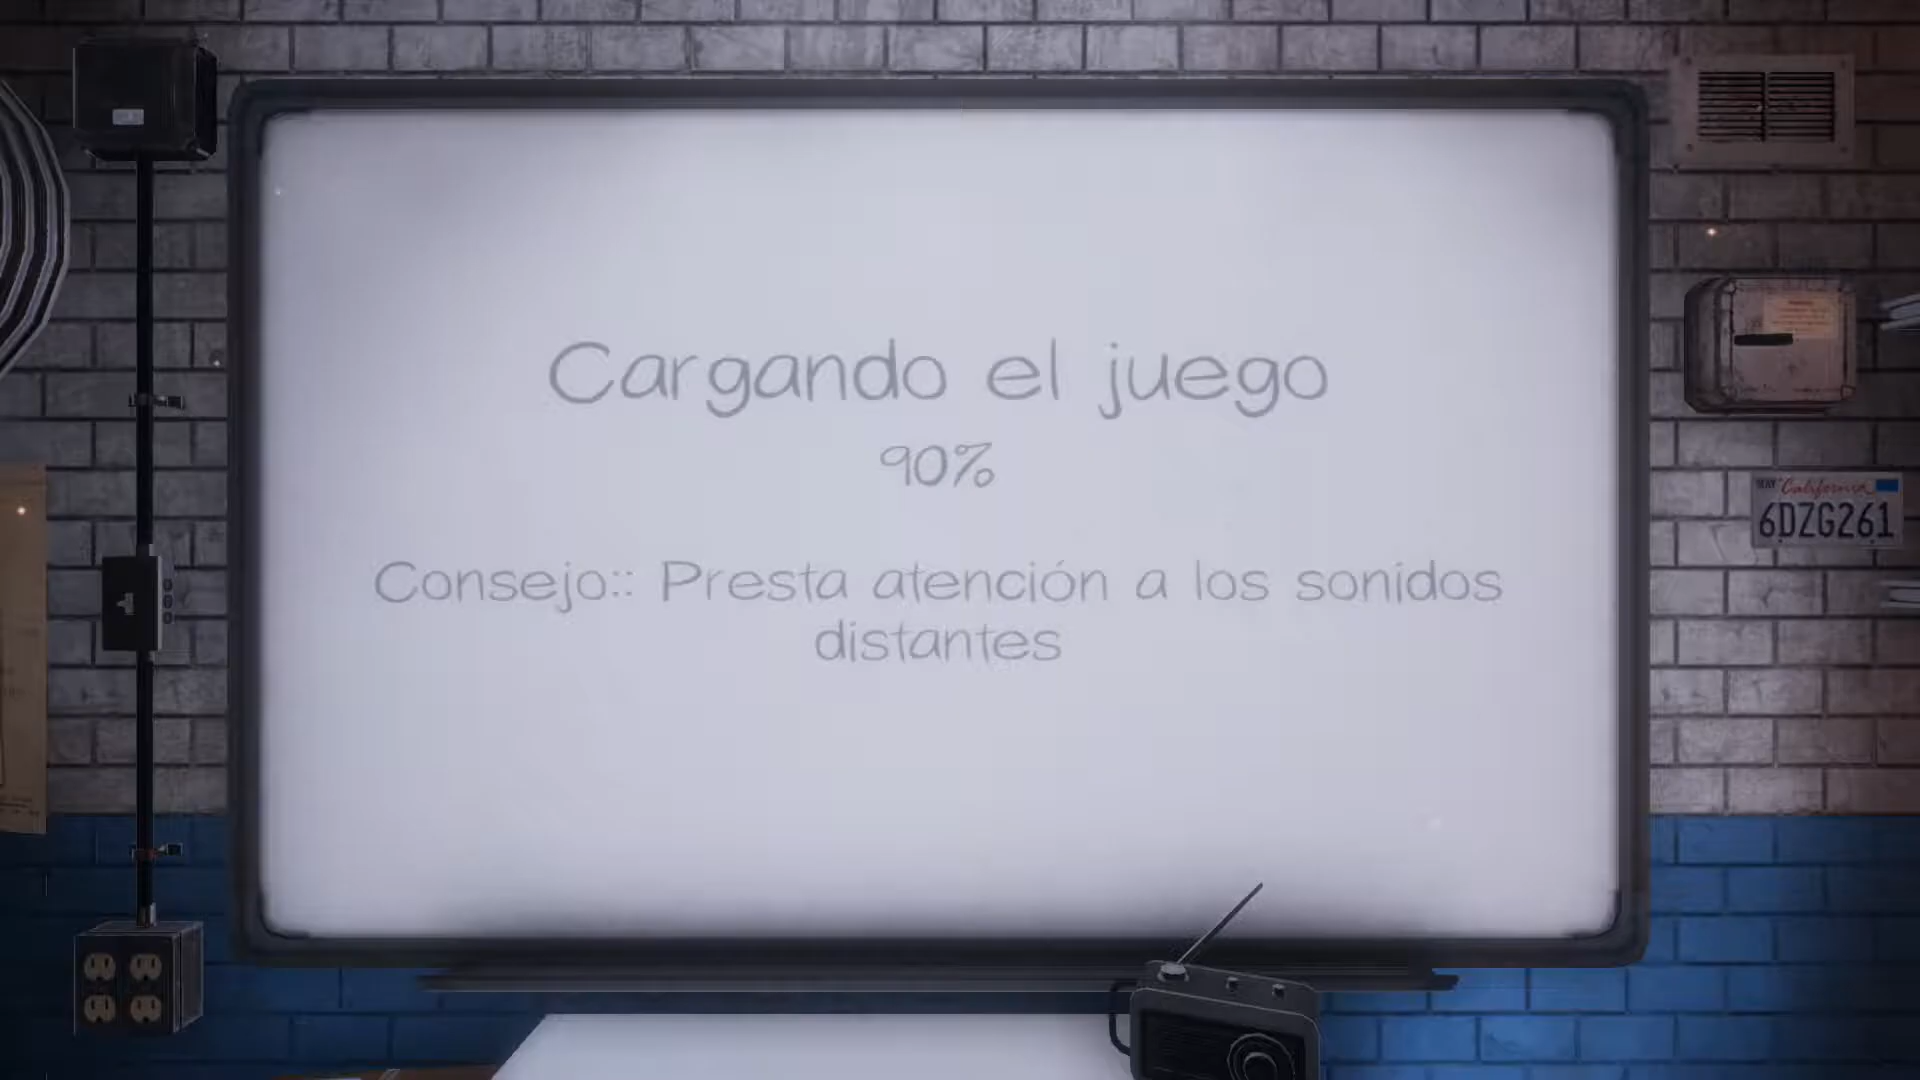 Cargando el juego
90%
Consejo:: Presta atención a los sonidos
distantes
California
6DZG261